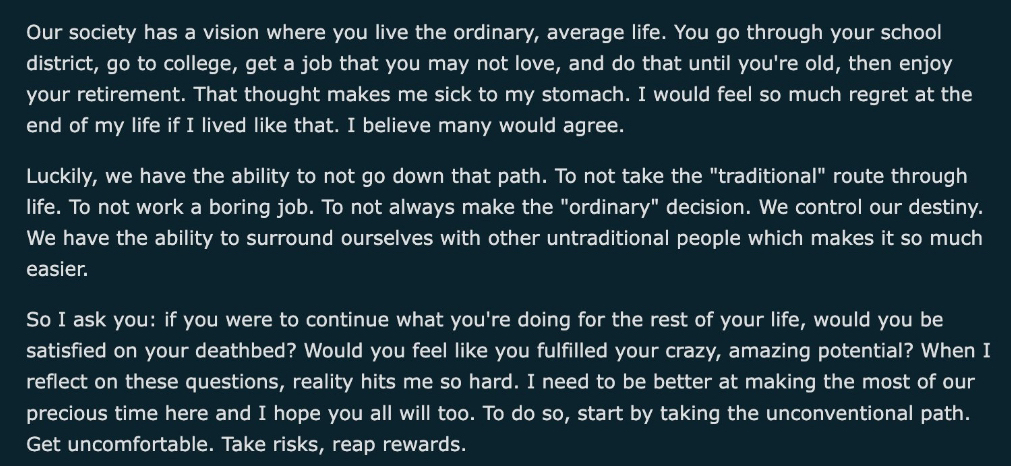 Our society has a vision where you live the ordinary, average life. You go through your school
district, go to college, get a job that you may not love, and do that until you're old, then enjoy
your retirement. That thought makes me sick to my stomach. I would feel so much regret at the
end of my life if I lived like that. I believe many would agree.
Luckily, we have the ability to not go down that path. To not take the "traditional" route through
life. To not work a boring job. To not always make the "ordinary" decision. We control our destiny.
We have the ability to surround ourselves with other untraditional people which makes it so much
easier.
So I ask you: if you were to continue what you're doing for the rest of your life, would you be
satisfied on your deathbed? Would you feel like you fulfilled your crazy, amazing potential? When I
reflect on these questions, reality hits me so hard. I need to be better at making the most of our
precious time here and I hope you all will too. To do so, start by taking the unconventional path.
Get uncomfortable. Take risks, reap rewards.